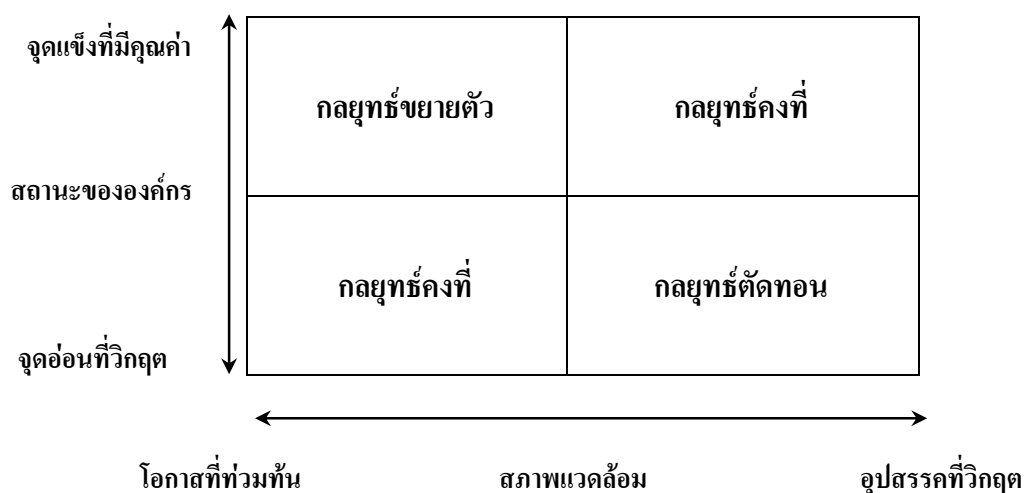 จุดแข็งที่มีคุณค่า
กลยุทธ์ขยายตัว
กลยุทธ์คงที่
สถานะขององค์กร
กลยุทธ์คงที่
กลยุทธ์ตัดทอน
จุดอ่อนที่วิกฤต
โอกาสที่ท่วมท้น
สภาพแวดล้อม
อุปสรรคที่วิกฤต